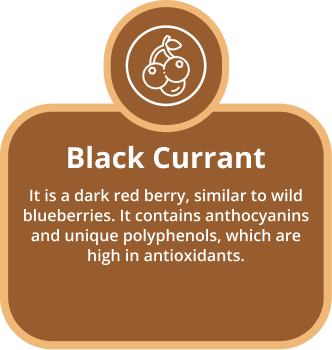 Black Currant
It is a dark red berry, similar to wild
blueberries. It contains anthocyanins
and unique polyphenols, which are
high in antioxidants.